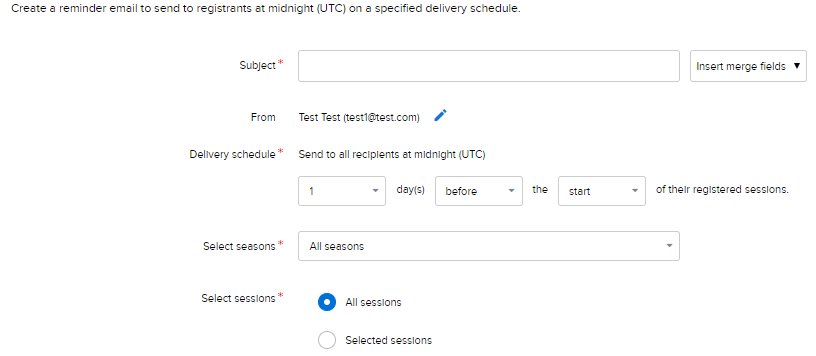 Create a reminder email to send to registrants at midnight (UTC) on a specified delivery schedule.
Subject* Insert merge fields ▼
From Test Test (test1@test.com)
Delivery schedule* Send to all recipients at midnight (UTC)
1 day(s) before the start of their registered sessions.
Select seasons* All seasons
Select sessions* All sessions
Selected sessions